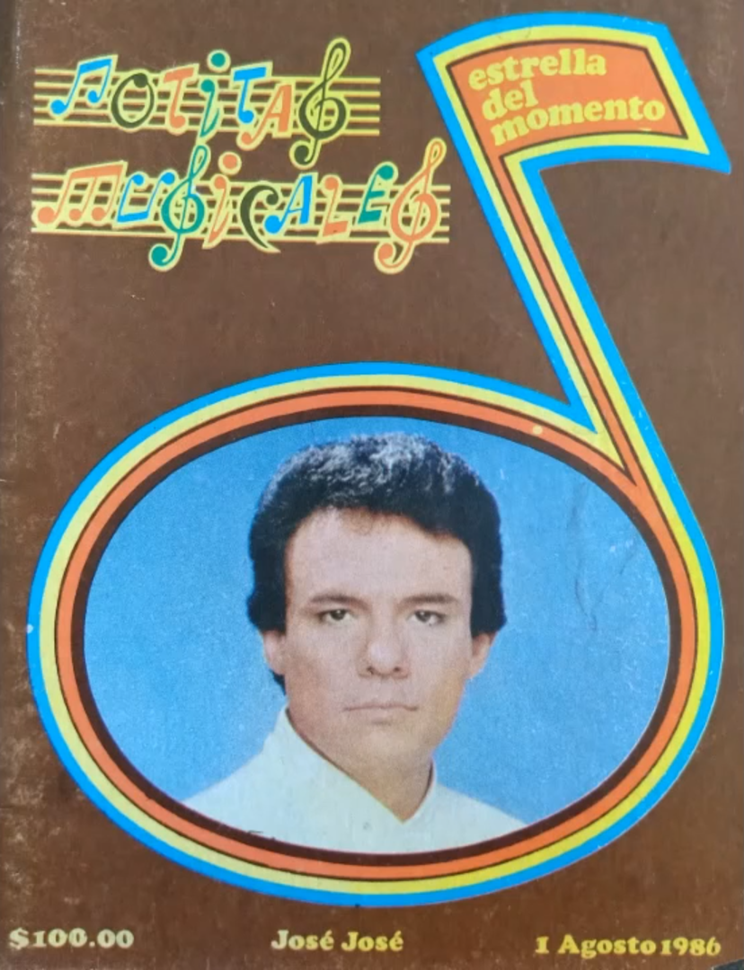 notitas
musicales
estrella
del
momento
$100.00
José José
1 Agosto 1986